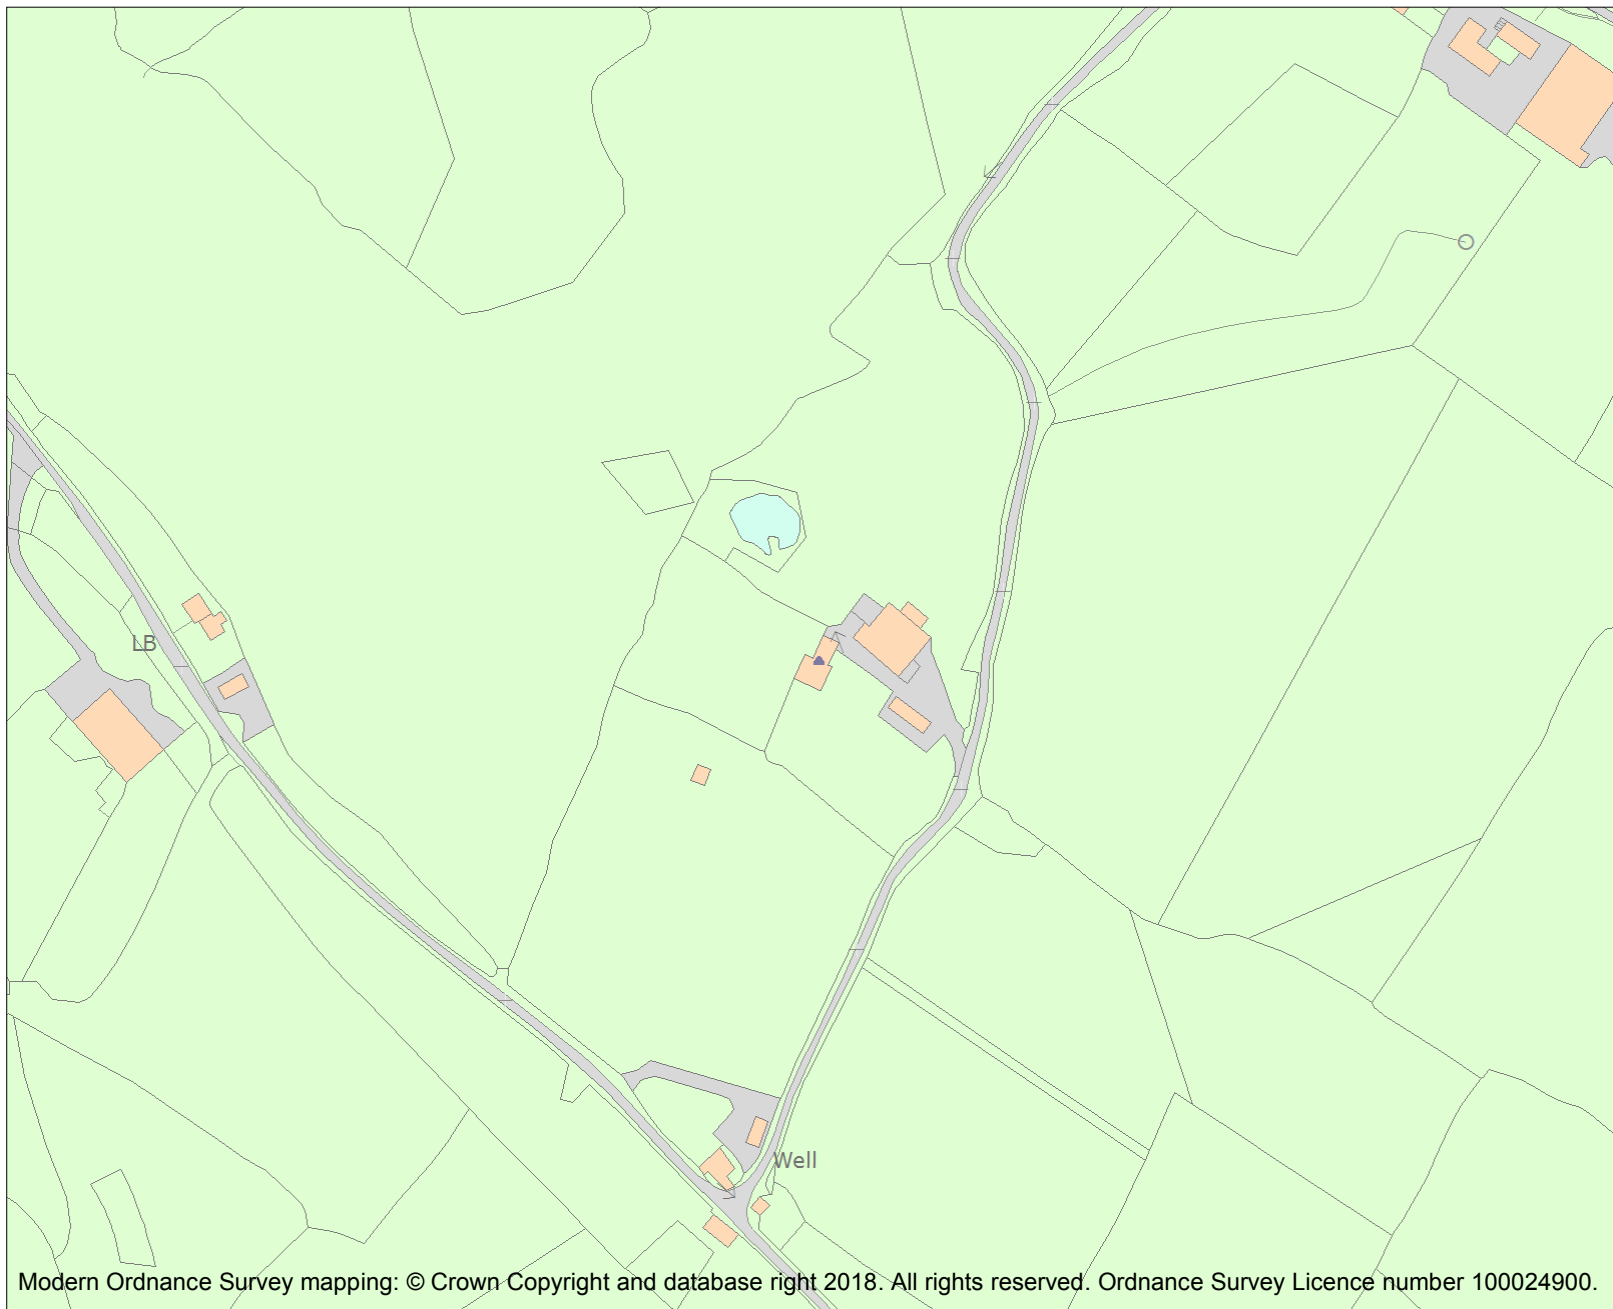 LB
Well
Modern Ordnance Survey mapping: © Crown Copyright and database right 2018. All rights reserved. Ordnance Survey Licence number 100024900.